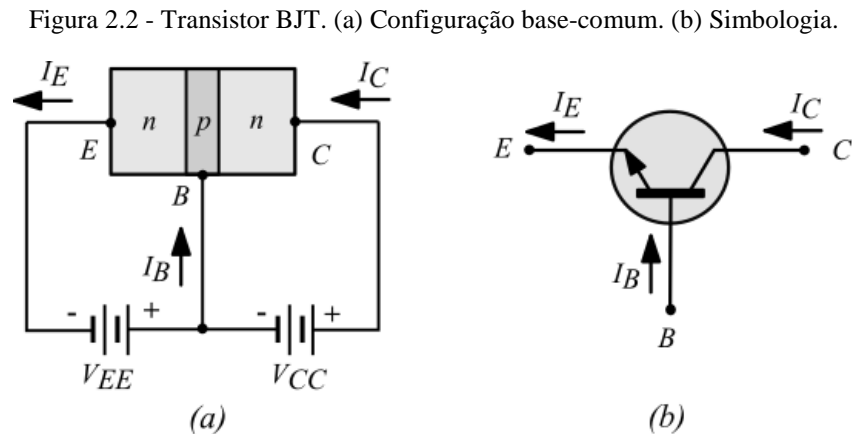 Figura 2.2 - Transistor BJT. (a) Configuração base-comum. (b) Simbologia.
IE IC
n p n
E C
B
IB
- + - +
VEE VCC
(a)
IE IC
E C
IB
B
(b)